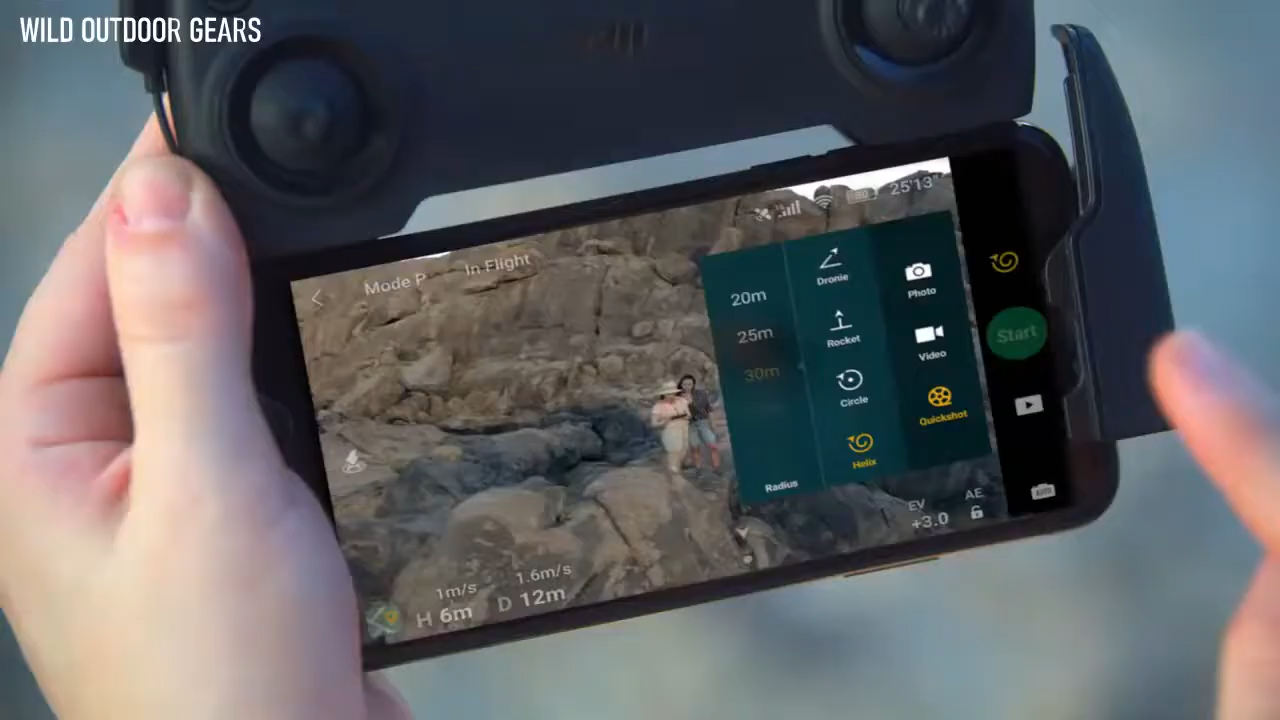 WILD OUTDOOR GEARS
Mode P In Flight
25'13"
20m
25m
30m
Radius
Dronie
Rocket
Circle
Helix
Photo
Video
Quickshot
Start
AUTO
EV
+3.0
AE
1m/s 1.6m/s
H 6m D 12m